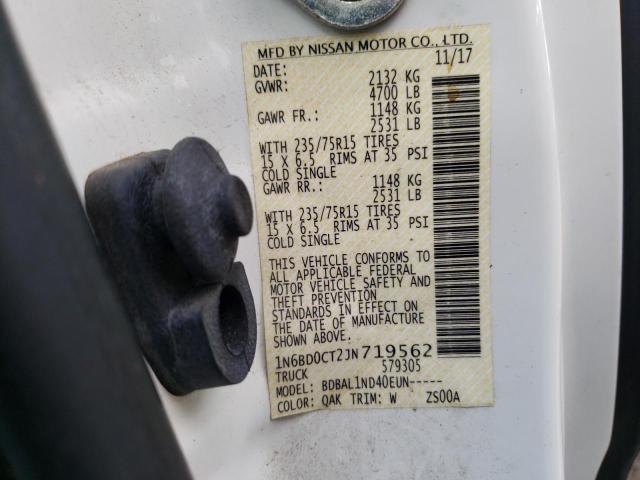 MFD BY NISSAN MOTOR CO., LTD.
DATE: 11/17
GVWR: 2132 KG
4700 LB
GAWR FR.: 1148 KG
2531 LB
WITH 235/75R15 TIRES
15 X 6.5 RIMS AT 35 PSI
COLD SINGLE
GAWR RR.: 1148 KG
2531 LB
WITH 235/75R15 TIRES
15 X 6.5 RIMS AT 35 PSI
COLD SINGLE
THIS VEHICLE CONFORMS TO
ALL APPLICABLE FEDERAL
MOTOR VEHICLE SAFETY AND
THEFT PREVENTION
STANDARDS IN EFFECT ON
THE DATE OF MANUFACTURE
SHOWN ABOVE.
1N6BD0CT2JN719562
TRUCK 579305
MODEL: BDBAL1ND40EUN-----
COLOR: QAK TRIM: W ZS00A